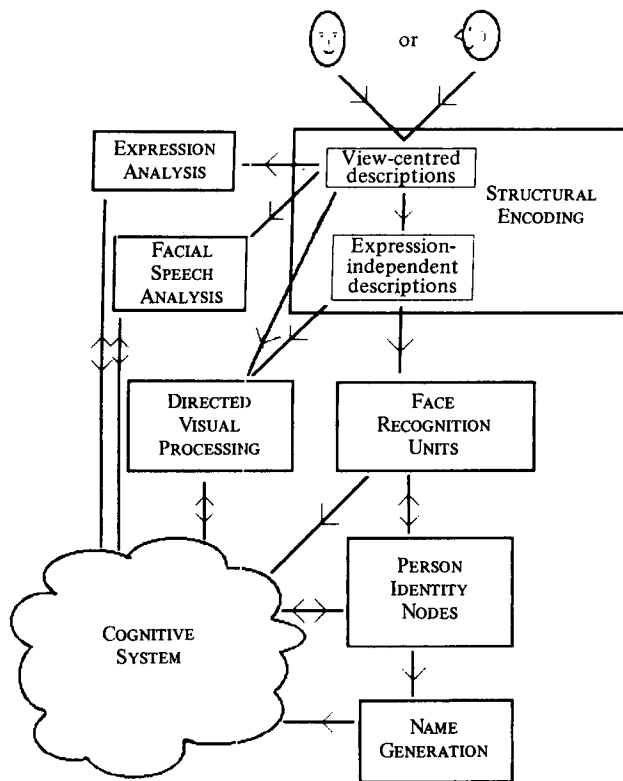 or
EXPRESSION
ANALYSIS
View-centred
descriptions
STRUCTURAL
ENCODING
FACIAL
SPEECH
ANALYSIS
Expression-
independent
descriptions
DIRECTED
VISUAL
PROCESSING
FACE
RECOGNITION
UNITS
COGNITIVE
SYSTEM
PERSON
IDENTITY
NODES
NAME
GENERATION